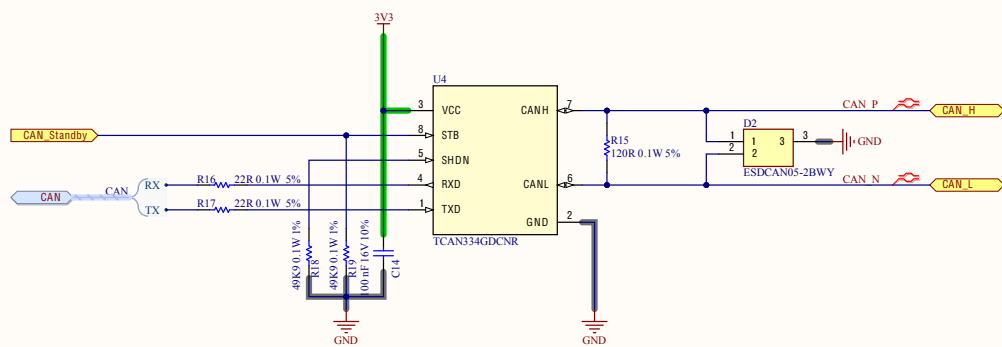 3V3
U4
3 VCC CANH 7
CAN_P
CAN_H
CAN_Standby
8 STB
R15
120R 0.1W 5%
D2
1 1 3 3
2 2
GND
ESDCAN05-2BWY
5 SHDN
CAN
CAN
RX
R16 22R 0.1W 5%
4 RXD CANL 6
CAN_N
CAN_L
TX
R17 22R 0.1W 5%
1 TXD
GND 2
TCAN334GDCNR
49K9 0.1W 1%
R18
49K9 0.1W 1%
R19
100 nF 16V 10%
C14
GND
GND